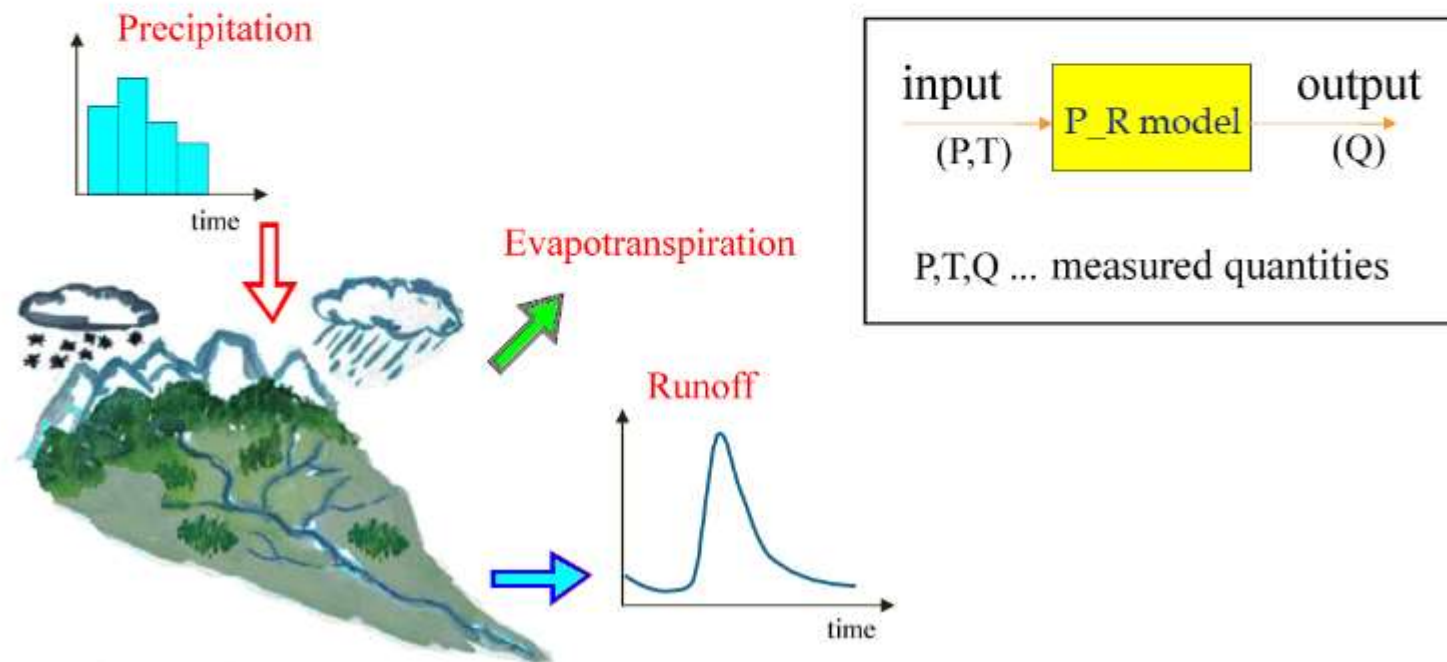 Precipitation
time
Evapotranspiration
Runoff
time
input
P_R model
output
(P,T)
(Q)
P,T,Q ... measured quantities